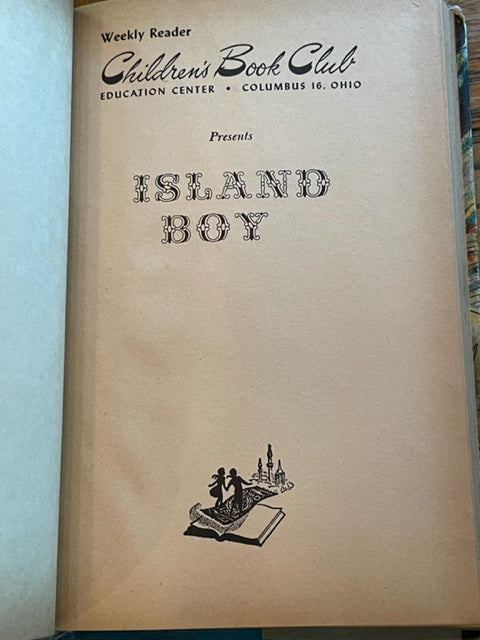 Weekly Reader
Children's Book Club
EDUCATION CENTER • COLUMBUS 16, OHIO
Presents
ISLAND
BOY